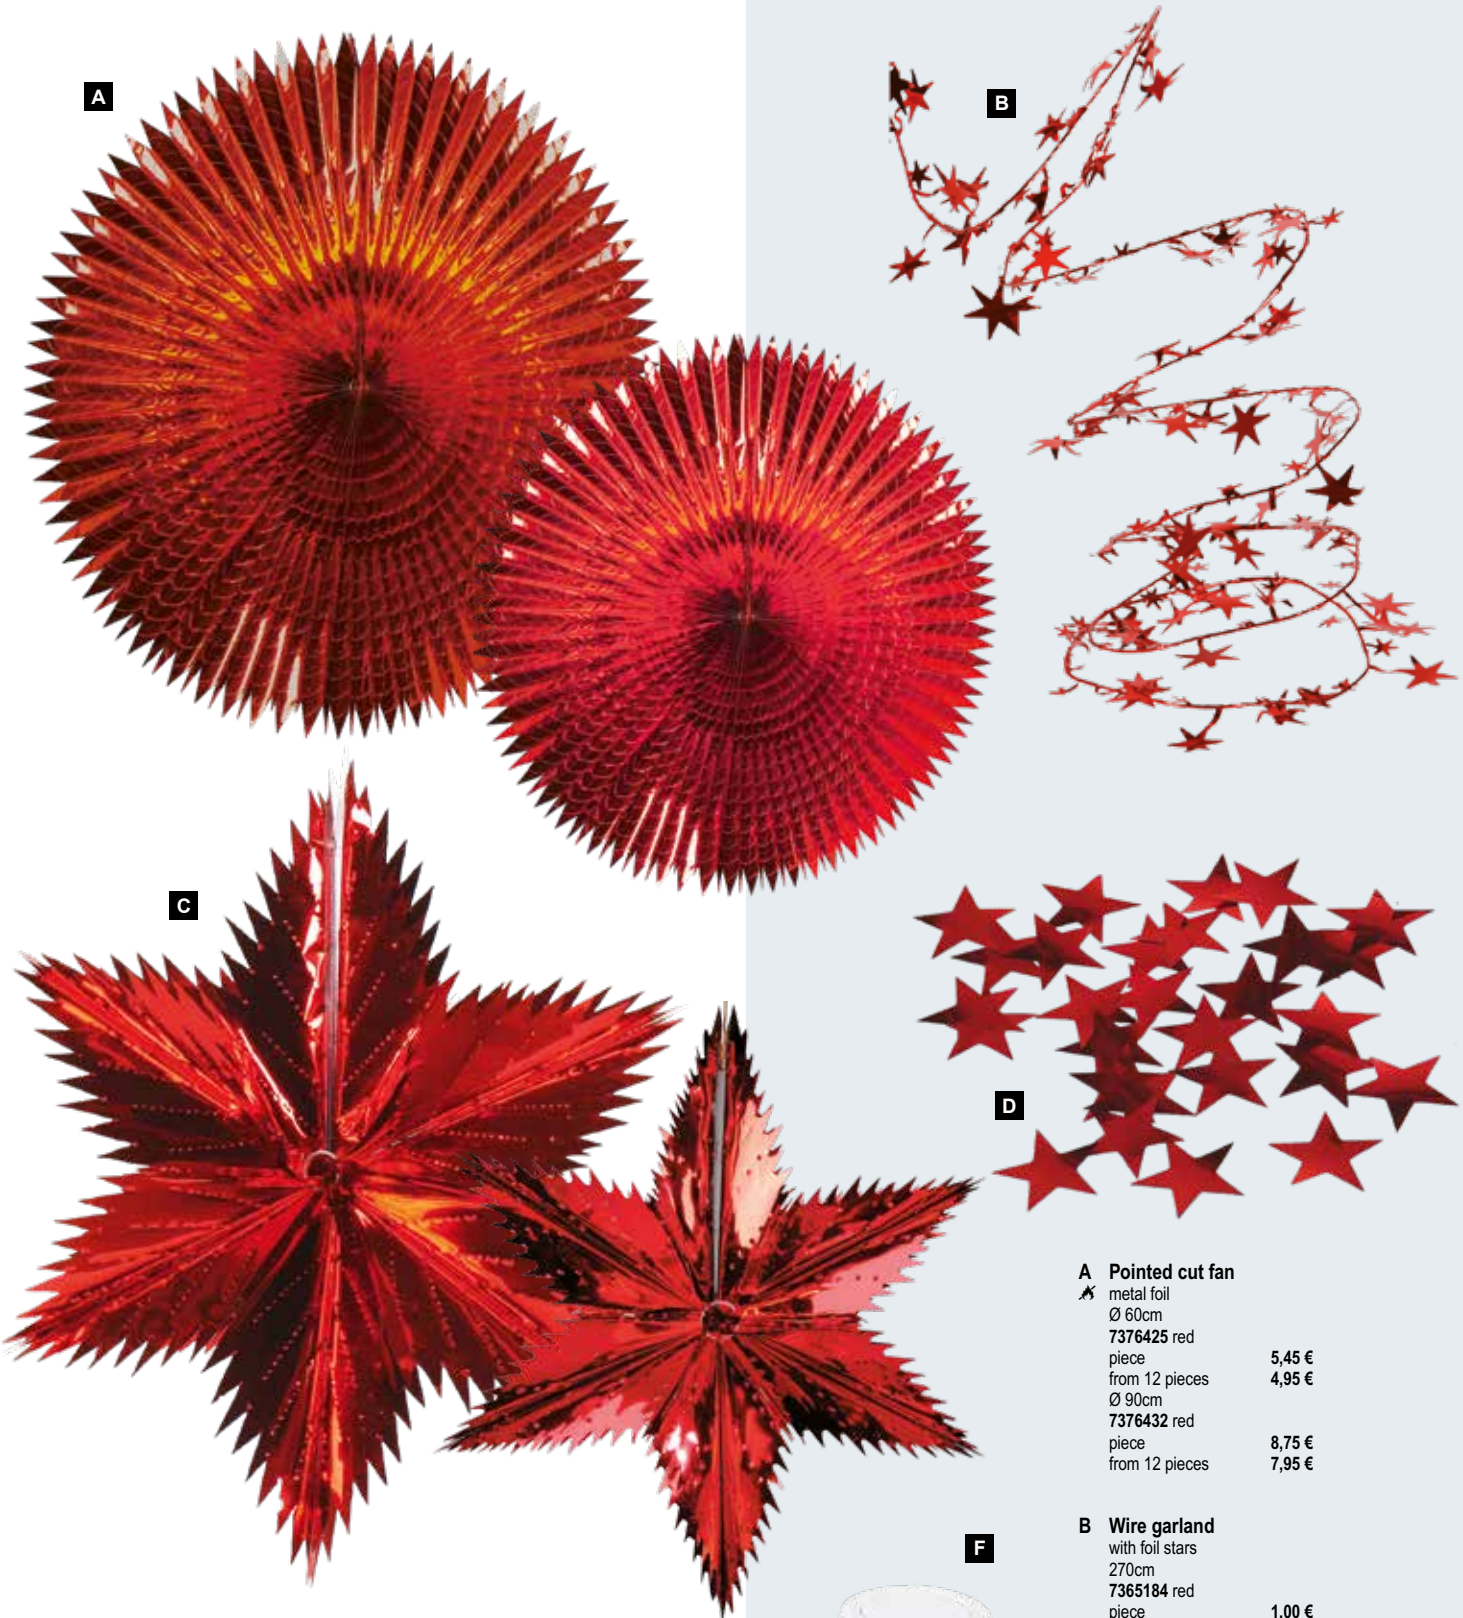 A
B
C
D
A Pointed cut fan
metal foil
Ø 60cm
7376425 red
piece 5,45 €
from 12 pieces 4,95 €
Ø 90cm
7376432 red
piece 8,75 €
from 12 pieces 7,95 €
F
B Wire garland
with foil stars
270cm
7365184 red
piece 1,00 €